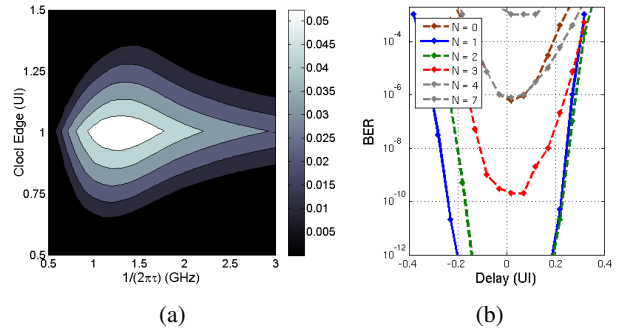 1.5
1.25
1
0.75
0.5
Clocl Edge (UI)
0.5 1 1.5 2 2.5 3
1/(2πτ) (GHz)
0.05
0.045
0.04
0.035
0.03
0.025
0.02
0.015
0.01
0.005
(a)
N = 0
N = 1
N = 2
N = 3
N = 4
N = 7
10^-4
10^-6
10^-8
10^-10
10^-12
BER
-0.4 -0.2 0 0.2 0.4
Delay (UI)
(b)